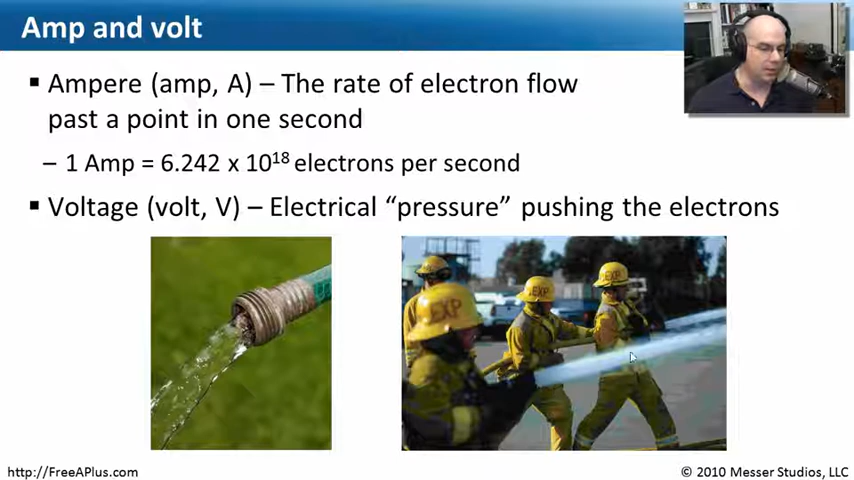 Amp and volt
▪ Ampere (amp, A) – The rate of electron flow
past a point in one second
– 1 Amp = 6.242 x 10¹⁸ electrons per second
▪ Voltage (volt, V) – Electrical “pressure” pushing the electrons
EXP
EXP
EXP
http://FreeAPlus.com
© 2010 Messer Studios, LLC